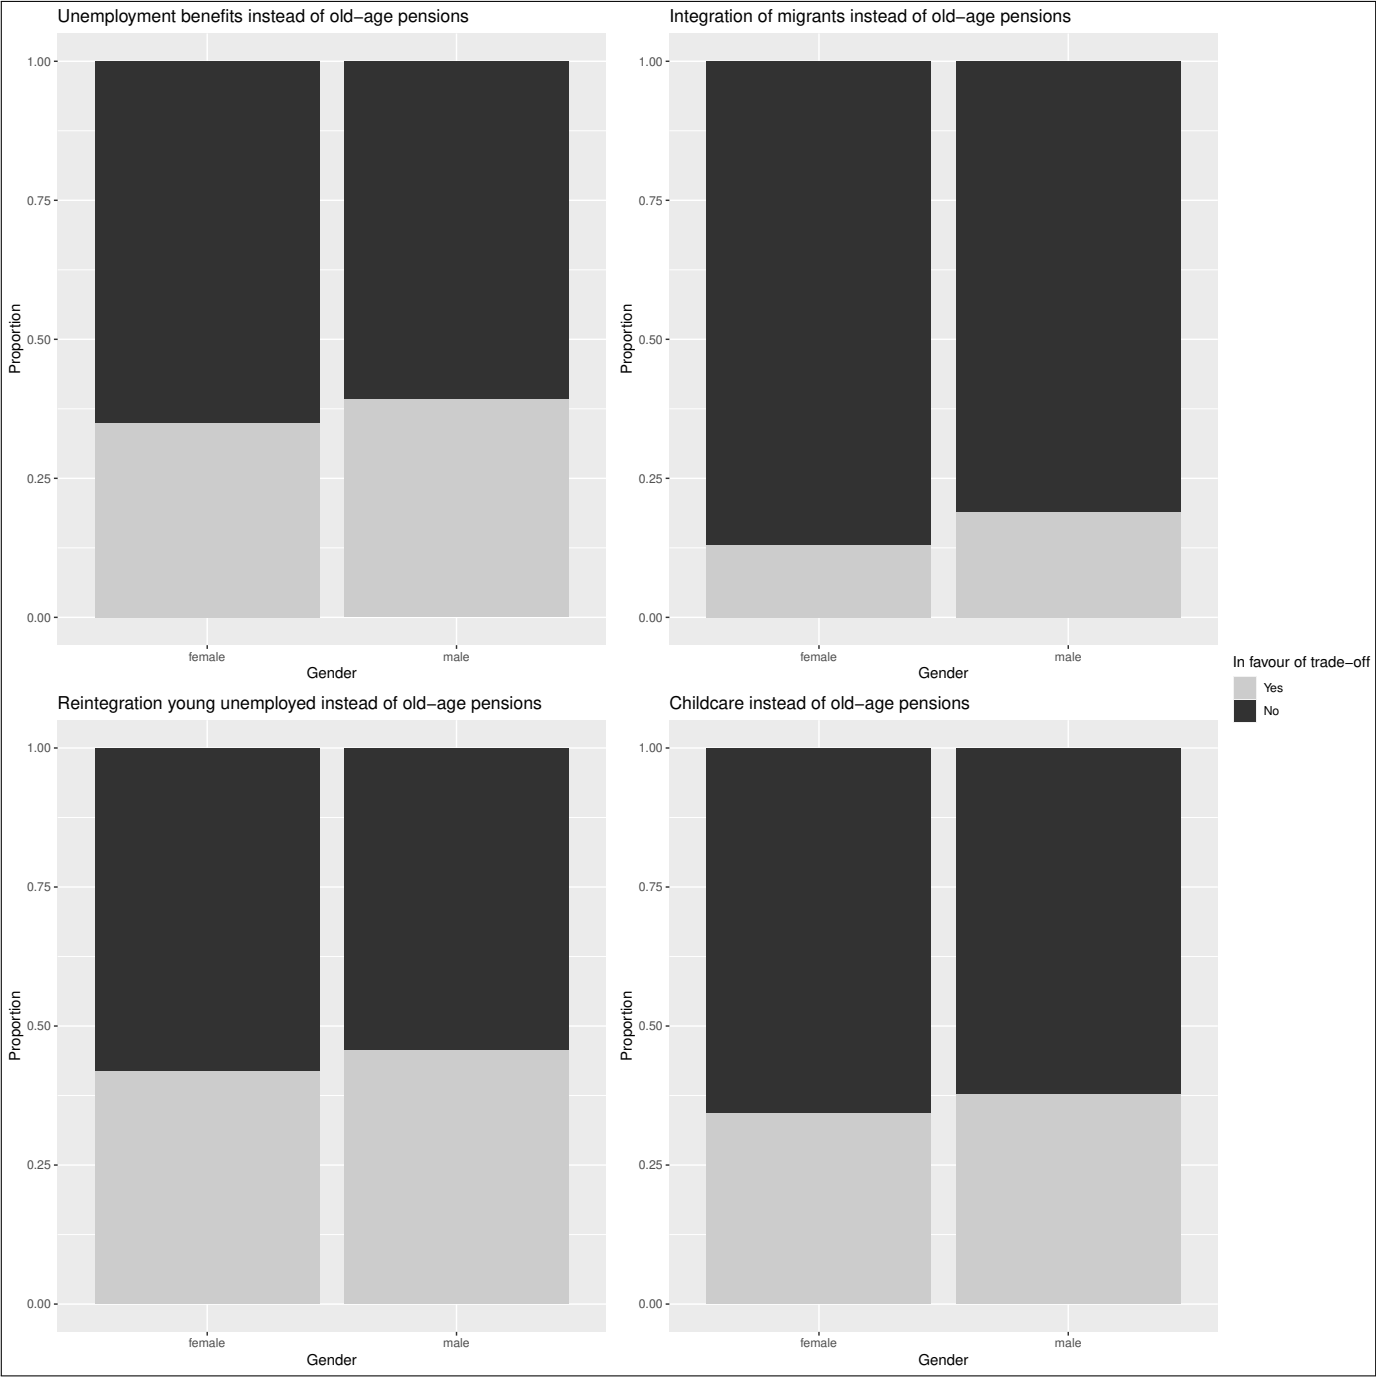 Unemployment benefits instead of old−age pensions
1.00
0.75
0.50
0.25
0.00
Proportion
female male
Gender
Integration of migrants instead of old−age pensions
1.00
0.75
0.50
0.25
0.00
Proportion
female male
Gender
Reintegration young unemployed instead of old−age pensions
1.00
0.75
0.50
0.25
0.00
Proportion
female male
Gender
Childcare instead of old−age pensions
1.00
0.75
0.50
0.25
0.00
Proportion
female male
Gender
In favour of trade−off
Yes
No